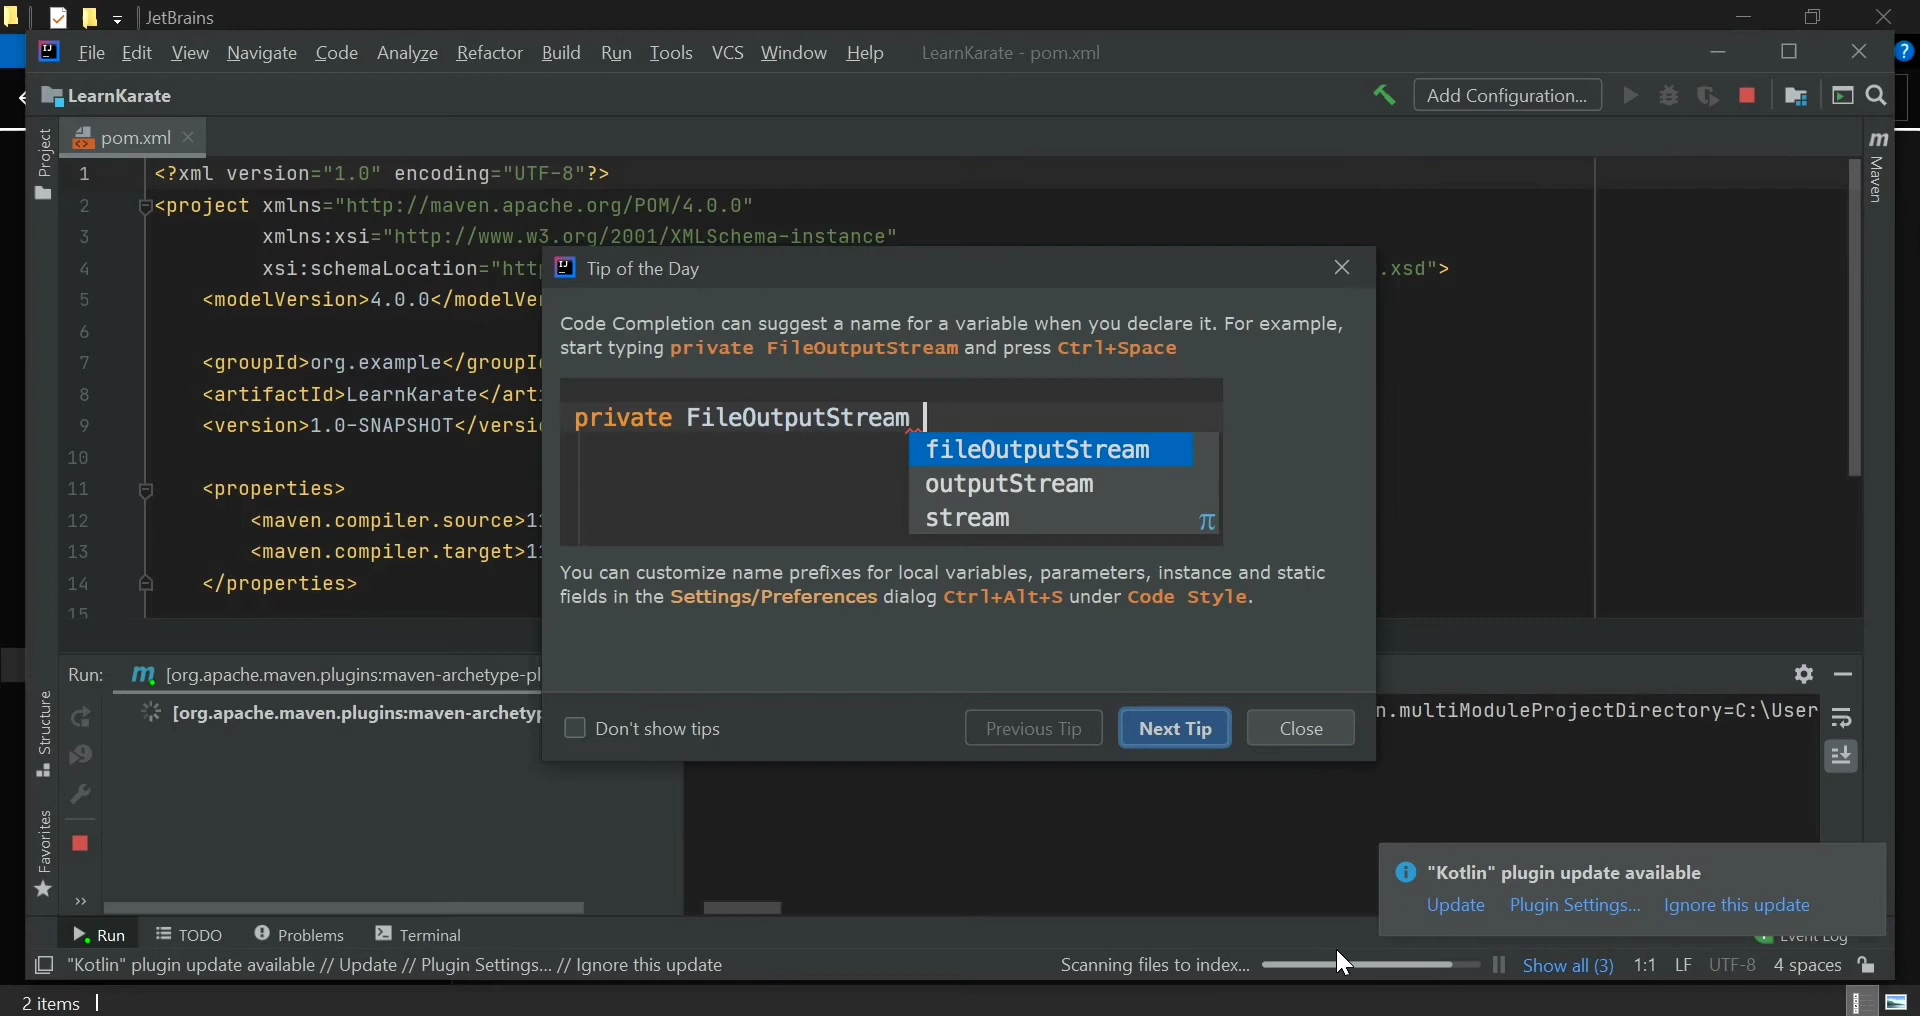 JetBrains
File Edit View Navigate Code Analyze Refactor Build Run Tools VCS Window Help LearnKarate - pom.xml
LearnKarate
Add Configuration...
Project
pom.xml
Maven
1 <?xml version="1.0" encoding="UTF-8"?>
2 <project xmlns="http://maven.apache.org/POM/4.0.0"
3 xmlns:xsi="http://www.w3.org/2001/XMLSchema-instance"
4 xsi:schemaLocation="htt .xsd">
5 <modelVersion>4.0.0</modelVe
6
7 <groupId>org.example</groupI
8 <artifactId>LearnKarate</art
9 <version>1.0-SNAPSHOT</versi
10
11 <properties>
12 <maven.compiler.source>1
13 <maven.compiler.target>1
14 </properties>
15
Tip of the Day
Code Completion can suggest a name for a variable when you declare it. For example,
start typing private FileOutputStream and press Ctrl+Space
private FileOutputStream
fileOutputStream
outputStream
stream π
You can customize name prefixes for local variables, parameters, instance and static
fields in the Settings/Preferences dialog Ctrl+Alt+S under Code Style.
Don't show tips
Previous Tip
Next Tip
Close
Run: [org.apache.maven.plugins:maven-archetype-pl
[org.apache.maven.plugins:maven-archetyp
n.multiModuleProjectDirectory=C:\User
Structure
Favorites
"Kotlin" plugin update available
Update Plugin Settings... Ignore this update
Run TODO Problems Terminal Event Log
"Kotlin" plugin update available // Update // Plugin Settings... // Ignore this update
Scanning files to index... Show all (3) 1:1 LF UTF-8 4 spaces
2 items